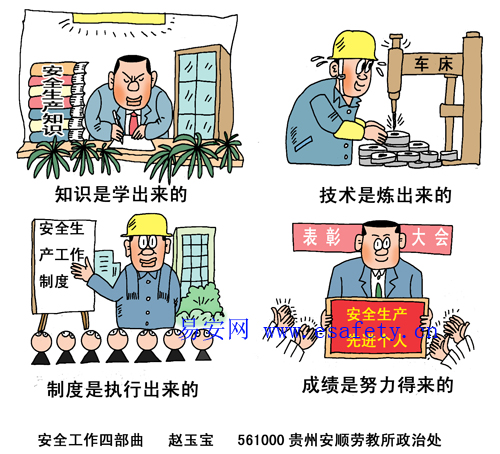 安全生产知识
知识是学出来的
车床
技术是炼出来的
安全生
产工作
制度
制度是执行出来的
表彰大会
安全生产
先进个人
成绩是努力得来的
易安网 www.esafety.cn
安全工作四部曲 赵玉宝 561000 贵州安顺劳教所政治处